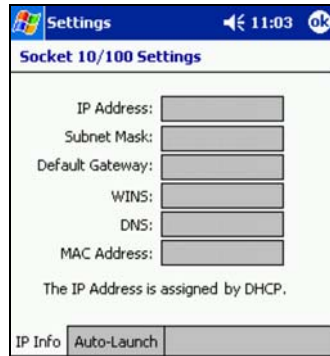 Settings 11:03 ok
Socket 10/100 Settings
IP Address:
Subnet Mask:
Default Gateway:
WINS:
DNS:
MAC Address:
The IP Address is assigned by DHCP.
IP Info Auto-Launch